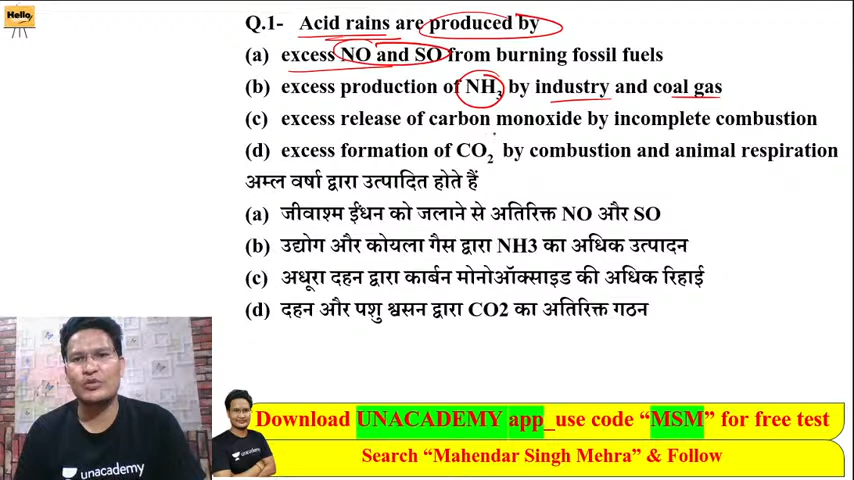 Hello
Q.1- Acid rains are produced by
(a) excess NO and SO from burning fossil fuels
(b) excess production of NH3 by industry and coal gas
(c) excess release of carbon monoxide by incomplete combustion
(d) excess formation of CO2 by combustion and animal respiration
अम्ल वर्षा द्वारा उत्पादित होते हैं
(a) जीवाश्म ईंधन को जलाने से अतिरिक्त NO और SO
(b) उद्योग और कोयला गैस द्वारा NH3 का अधिक उत्पादन
(c) अधूरा दहन द्वारा कार्बन मोनोऑक्साइड की अधिक रिहाई
(d) दहन और पशु श्वसन द्वारा CO2 का अतिरिक्त गठन
Download UNACADEMY app_use code “MSM” for free test
Search “Mahendar Singh Mehra” & Follow
unacademy
unacademy